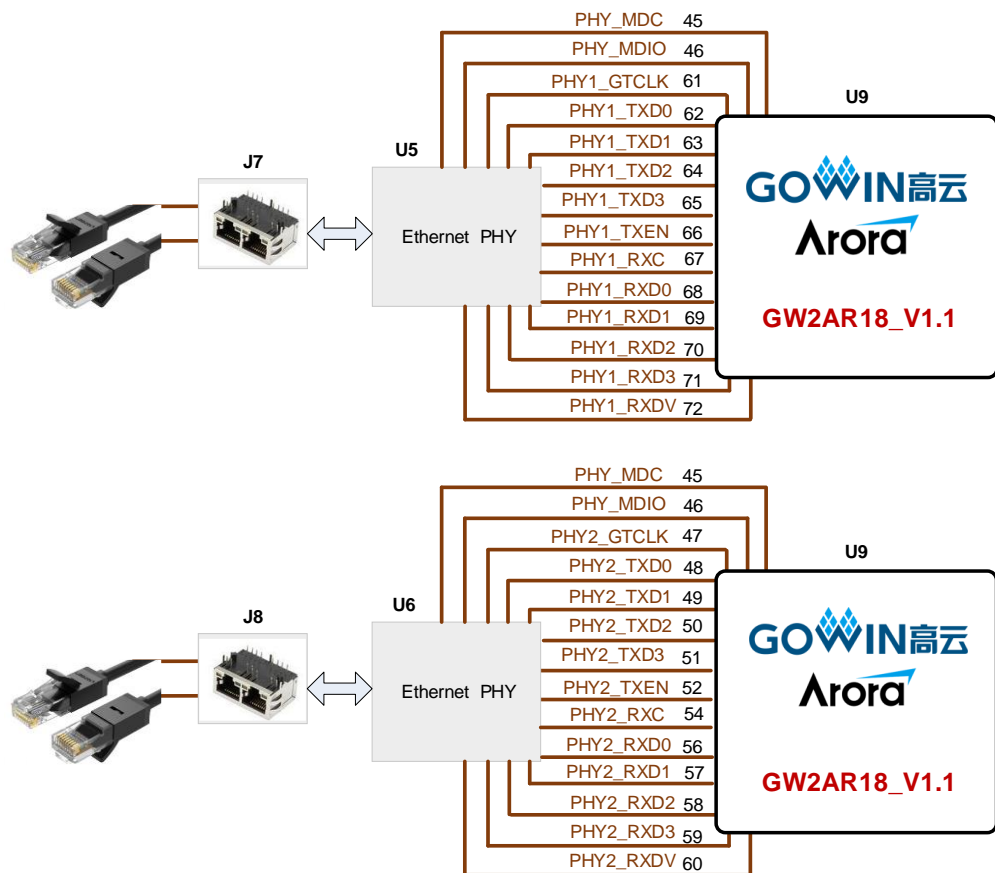 PHY_MDC 45
PHY_MDIO 46
PHY1_GTCLK 61
U9
PHY1_TXD0 62
PHY1_TXD1 63
U5
J7
PHY1_TXD2 64
GOWIN高云
PHY1_TXD3 65
Ethernet PHY
PHY1_TXEN 66
Arora
PHY1_RXC 67
PHY1_RXD0 68
PHY1_RXD1 69
GW2AR18_V1.1
PHY1_RXD2 70
PHY1_RXD3 71
PHY1_RXDV 72
PHY_MDC 45
PHY_MDIO 46
PHY2_GTCLK 47
U9
PHY2_TXD0 48
PHY2_TXD1 49
U6
J8
PHY2_TXD2 50
GOWIN高云
PHY2_TXD3 51
Ethernet PHY
PHY2_TXEN 52
Arora
PHY2_RXC 54
PHY2_RXD0 56
PHY2_RXD1 57
GW2AR18_V1.1
PHY2_RXD2 58
PHY2_RXD3 59
PHY2_RXDV 60